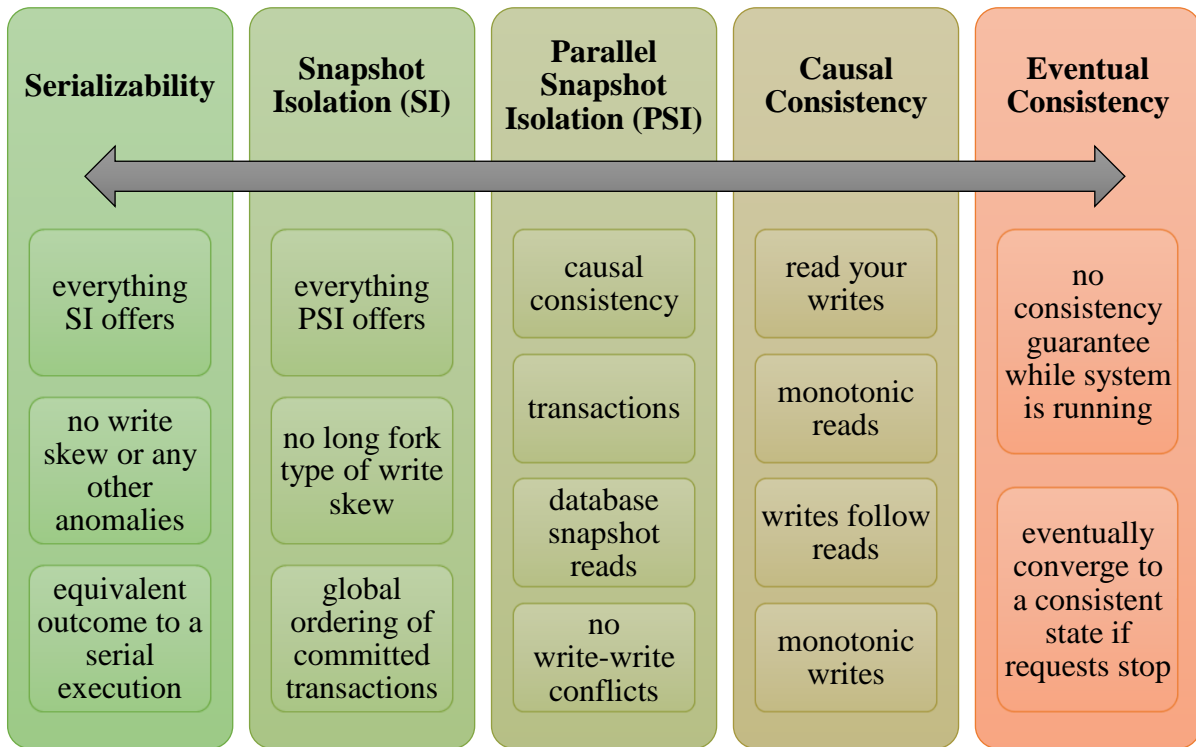 Serializability
Snapshot
Isolation (SI)
Parallel
Snapshot
Isolation (PSI)
Causal
Consistency
Eventual
Consistency
everything
SI offers
no write
skew or any
other
anomalies
equivalent
outcome to a
serial
execution
everything
PSI offers
no long fork
type of write
skew
global
ordering of
committed
transactions
causal
consistency
transactions
database
snapshot
reads
no
write-write
conflicts
read your
writes
monotonic
reads
writes follow
reads
monotonic
writes
no
consistency
guarantee
while system
is running
eventually
converge to
a consistent
state if
requests stop